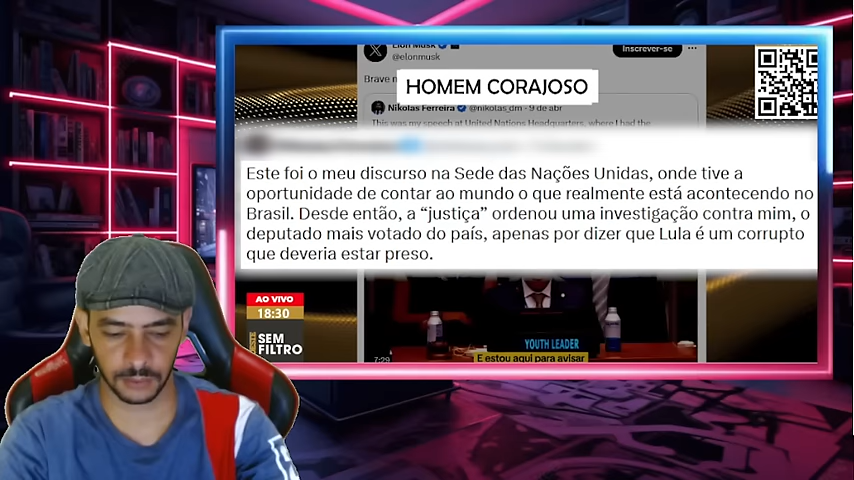 Elon Musk
Inscrever-se
@elonmusk
Brave
HOMEM CORAJOSO
Nikolas Ferreira @nikolas_dm · 9 de abr
This was my speech at United Nations Headquarters, where I had the
Este foi o meu discurso na Sede das Nações Unidas, onde tive a
oportunidade de contar ao mundo o que realmente está acontecendo no
Brasil. Desde então, a “justiça” ordenou uma investigação contra mim, o
deputado mais votado do país, apenas por dizer que Lula é um corrupto
que deveria estar preso.
AO VIVO
18:30
SEM
FILTRO
YOUTH LEADER
E estou aqui para avisar
7:29